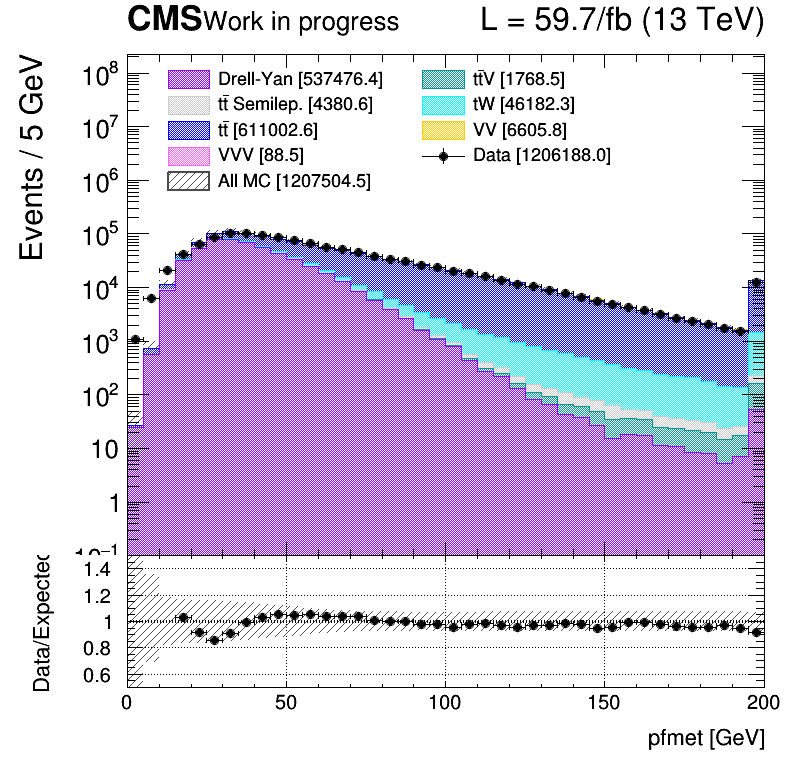 CMS Work in progress L = 59.7/fb (13 TeV)
Events / 5 GeV
Drell-Yan [537476.4]
tt̄ Semilep. [4380.6]
tt̄ [611002.6]
VVV [88.5]
All MC [1207504.5]
tt̄V [1768.5]
tW [46182.3]
VV [6605.8]
Data [1206188.0]
10⁸
10⁷
10⁶
10⁵
10⁴
10³
10²
10
1
10⁻¹
Data/Expected
1.4
1.2
1
0.8
0.6
0 50 100 150 200
pfmet [GeV]